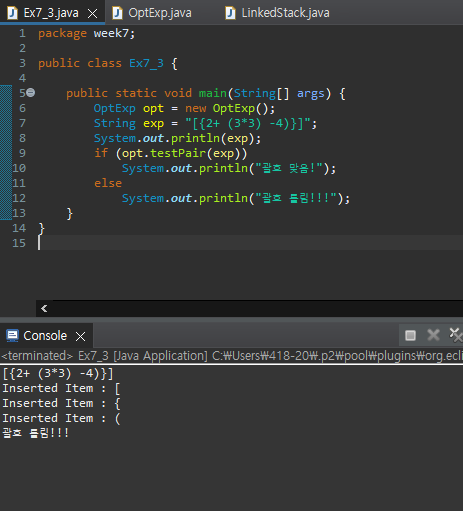 Ex7_3.java OptExp.java LinkedStack.java
1 package week7;
2
3 public class Ex7_3 {
4
5 public static void main(String[] args) {
6 OptExp opt = new OptExp();
7 String exp = "[{2+ (3*3) -4)}]";
8 System.out.println(exp);
9 if (opt.testPair(exp))
10 System.out.println("괄호 맞음!");
11 else
12 System.out.println("괄호 틀림!!!");
13 }
14 }
15
Console
<terminated> Ex7_3 [Java Application] C:₩Users₩418-20₩.p2₩pool₩plugins₩org.ecli
[{2+ (3*3) -4)}]
Inserted Item : [
Inserted Item : {
Inserted Item : (
괄호 틀림!!!